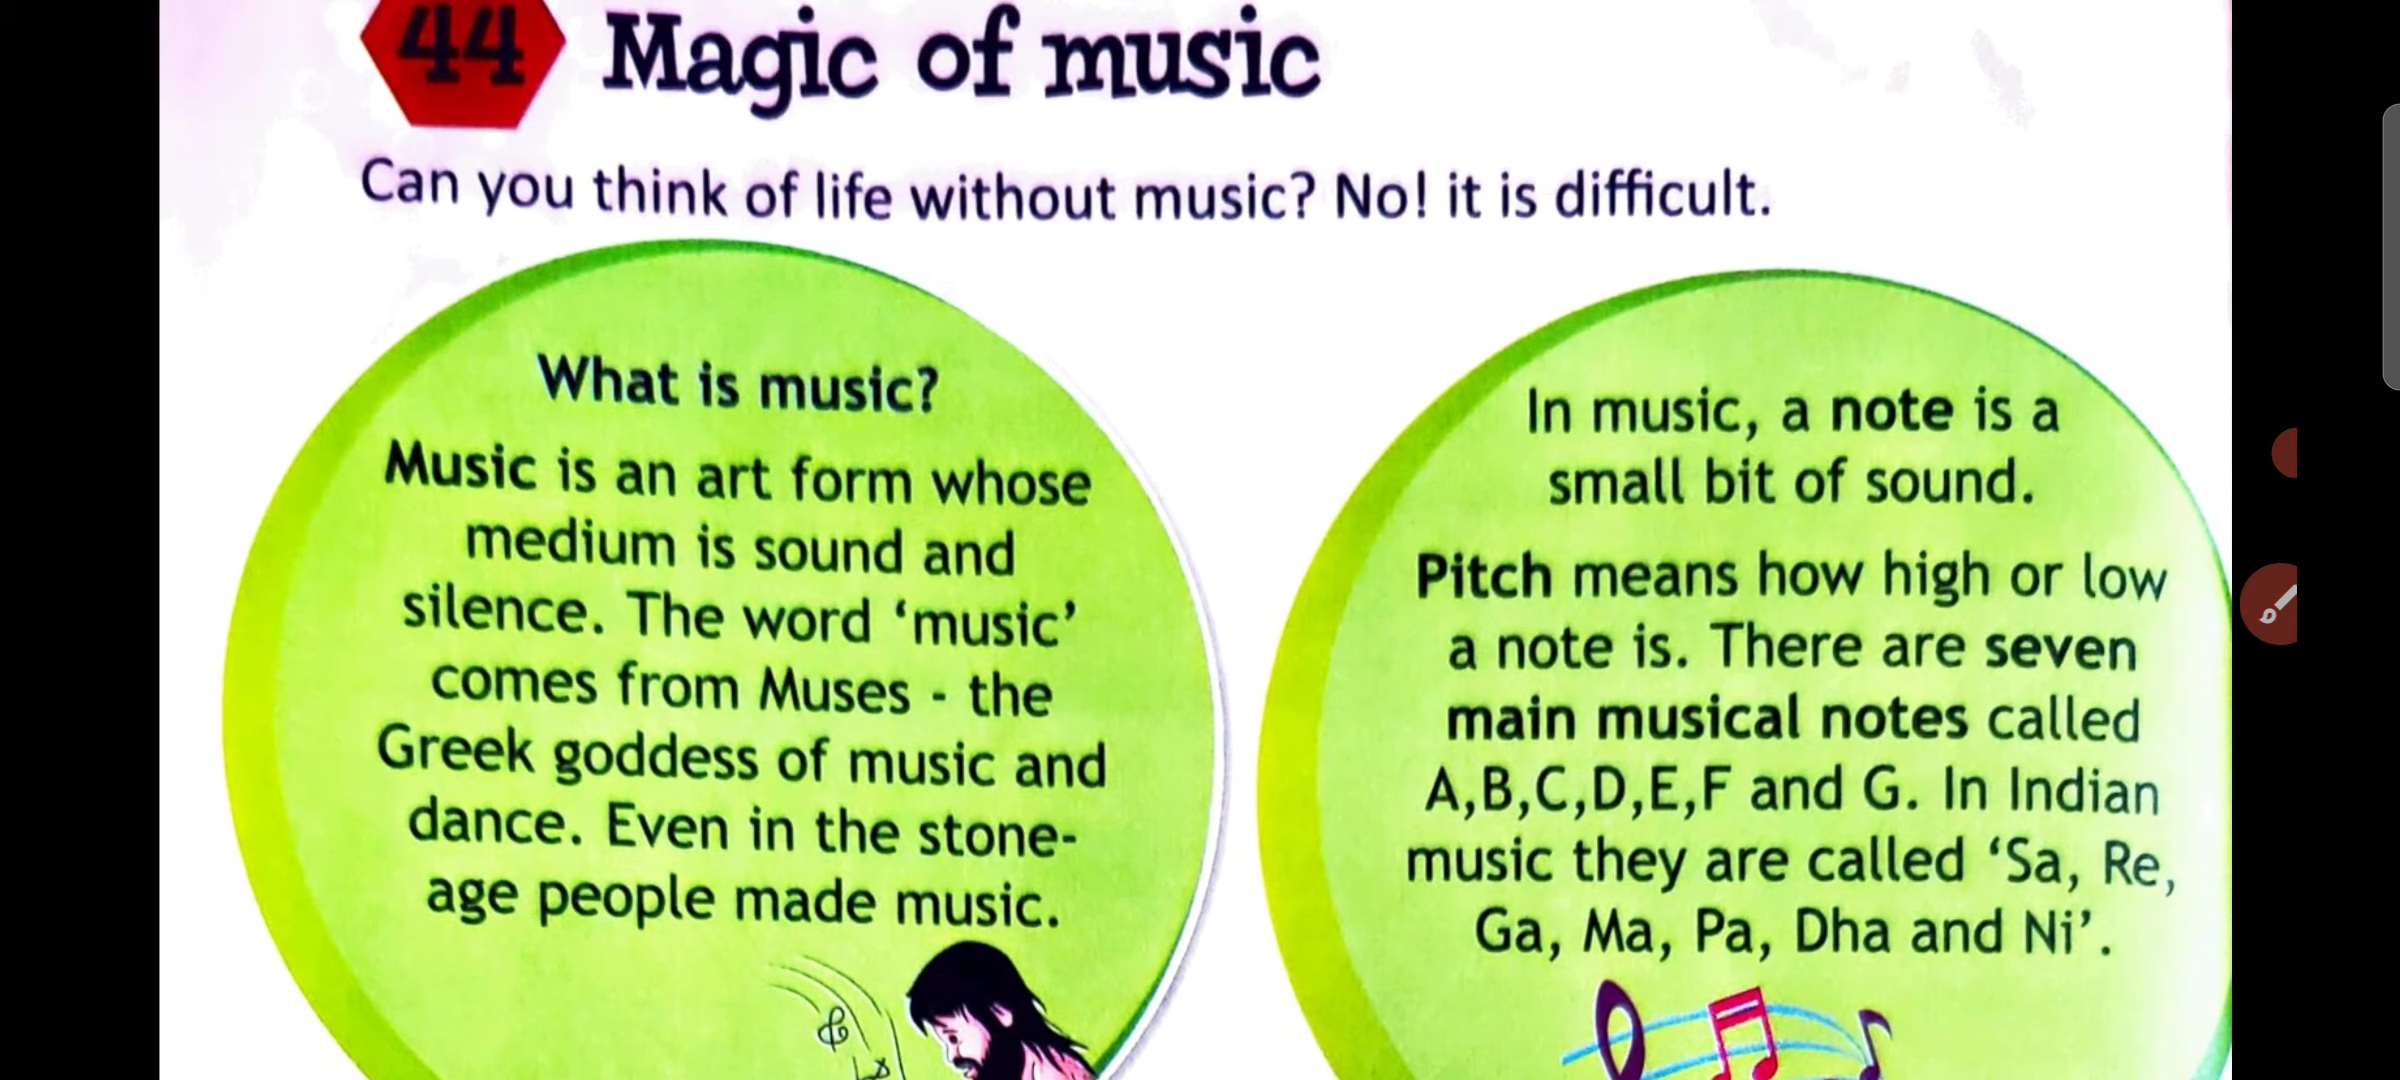 44 Magic of music
Can you think of life without music? No! it is difficult.
What is music?
Music is an art form whose
medium is sound and
silence. The word ‘music’
comes from Muses - the
Greek goddess of music and
dance. Even in the stone-
age people made music.
In music, a note is a
small bit of sound.
Pitch means how high or low
a note is. There are seven
main musical notes called
A,B,C,D,E,F and G. In Indian
music they are called ‘Sa, Re,
Ga, Ma, Pa, Dha and Ni’.